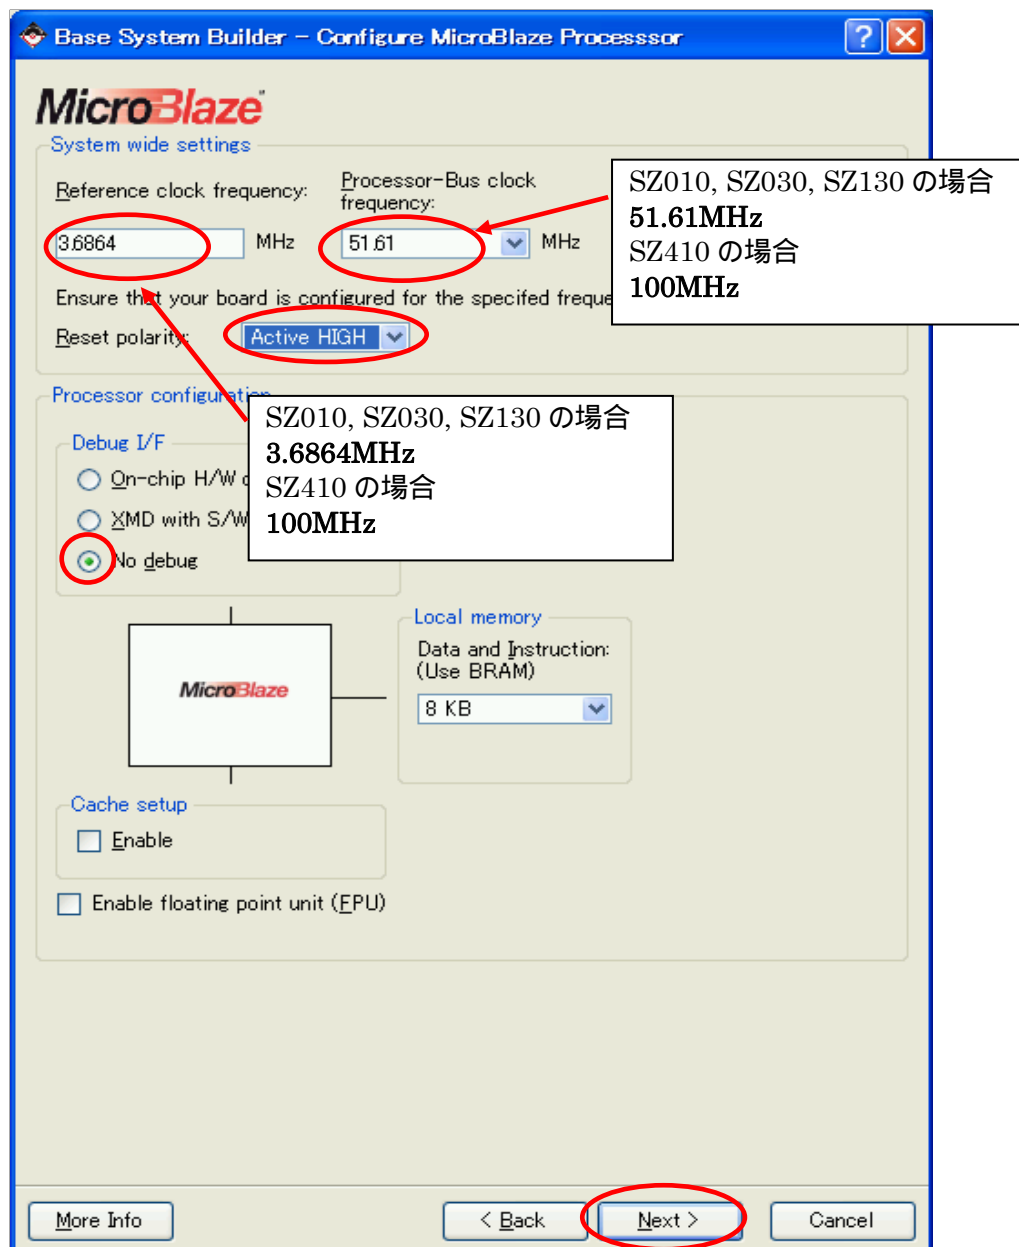 Base System Builder - Configure MicroBlaze Processsor
MicroBlaze
System wide settings
Reference clock frequency:
Processor-Bus clock
frequency:
3.6864 MHz
51.61 MHz
SZ010, SZ030, SZ130 の場合
51.61MHz
SZ410 の場合
100MHz
Ensure that your board is configured for the specifed freque
Reset polarity: Active HIGH
Processor configuration
SZ010, SZ030, SZ130 の場合
3.6864MHz
SZ410 の場合
100MHz
Debug I/F
On-chip H/W
XMD with S/W
No debug
MicroBlaze
Local memory
Data and Instruction:
(Use BRAM)
8 KB
Cache setup
Enable
Enable floating point unit (FPU)
More Info
< Back
Next >
Cancel